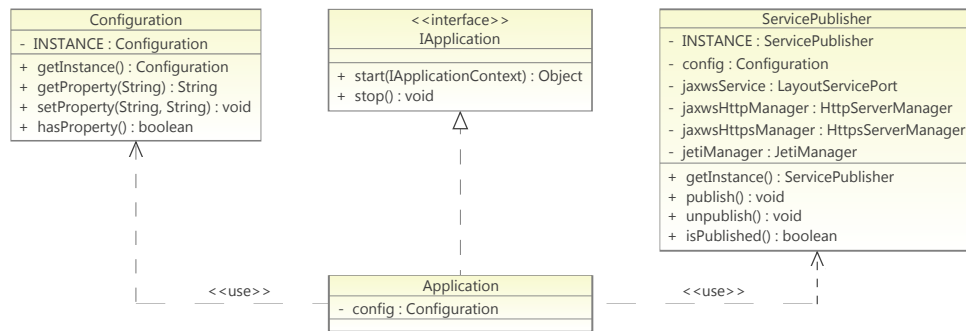 Configuration
- INSTANCE : Configuration
+ getInstance() : Configuration
+ getProperty(String) : String
+ setProperty(String, String) : void
+ hasProperty() : boolean
<<interface>>
IApplication
+ start(IApplicationContext) : Object
+ stop() : void
ServicePublisher
- INSTANCE : ServicePublisher
- config : Configuration
- jaxwsService : LayoutServicePort
- jaxwsHttpManager : HttpServerManager
- jaxwsHttpsManager : HttpsServerManager
- jetiManager : JetiManager
+ getInstance() : ServicePublisher
+ publish() : void
+ unpublish() : void
+ isPublished() : boolean
<<use>>
Application
- config : Configuration
<<use>>